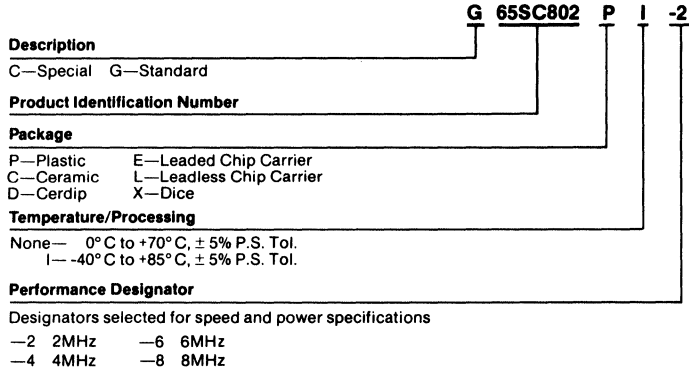 G 65SC802 P I -2
Description
C—Special G—Standard
Product Identification Number
Package
P—Plastic E—Leaded Chip Carrier
C—Ceramic L—Leadless Chip Carrier
D—Cerdip X—Dice
Temperature/Processing
None— 0°C to +70°C, ± 5% P.S. Tol.
I— -40°C to +85°C, ± 5% P.S. Tol.
Performance Designator
Designators selected for speed and power specifications
—2 2MHz —6 6MHz
—4 4MHz —8 8MHz